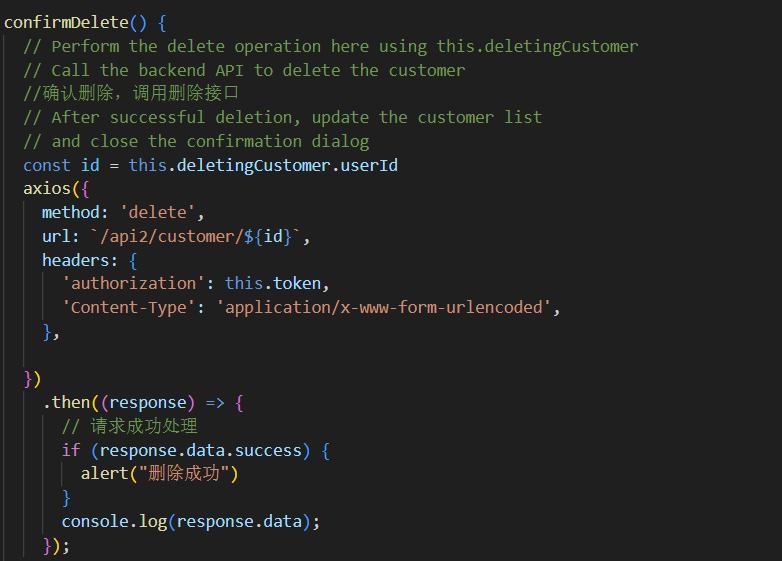 confirmDelete() {
// Perform the delete operation here using this.deletingCustomer
// Call the backend API to delete the customer
//确认删除，调用删除接口
// After successful deletion, update the customer list
// and close the confirmation dialog
const id = this.deletingCustomer.userId
axios({
method: 'delete',
url: `/api2/customer/${id}`,
headers: {
'authorization': this.token,
'Content-Type': 'application/x-www-form-urlencoded',
},
})
.then((response) => {
// 请求成功处理
if (response.data.success) {
alert("删除成功")
}
console.log(response.data);
});